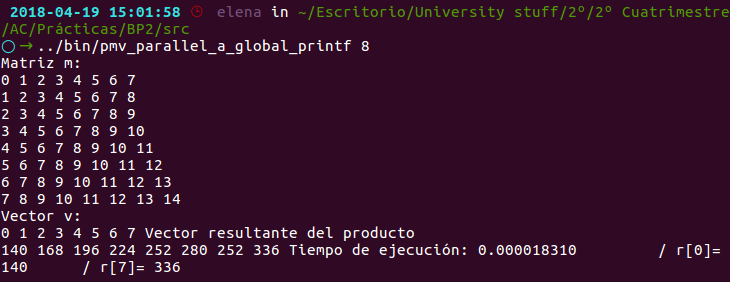 2018-04-19 15:01:58 elena in ~/Escritorio/University stuff/2º/2º Cuatrimestre
/AC/Prácticas/BP2/src
○ → ../bin/pmv_parallel_a_global_printf 8
Matriz m:
0 1 2 3 4 5 6 7
1 2 3 4 5 6 7 8
2 3 4 5 6 7 8 9
3 4 5 6 7 8 9 10
4 5 6 7 8 9 10 11
5 6 7 8 9 10 11 12
6 7 8 9 10 11 12 13
7 8 9 10 11 12 13 14
Vector v:
0 1 2 3 4 5 6 7 Vector resultante del producto
140 168 196 224 252 280 252 336 Tiempo de ejecución: 0.000018310 / r[0]=
140 / r[7]= 336